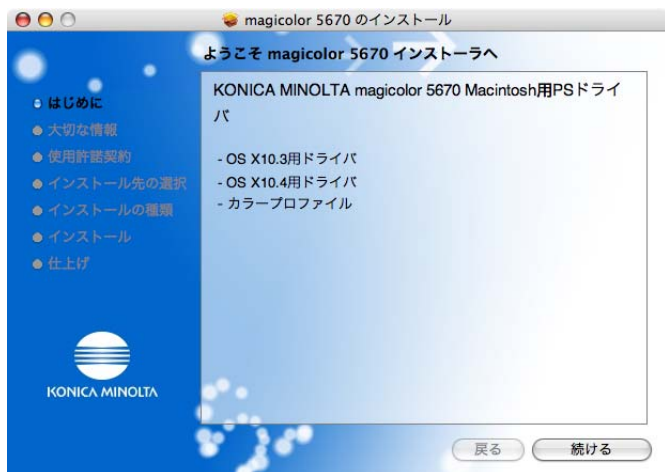 magicolor 5670 のインストール
ようこそ magicolor 5670 インストーラへ
はじめに
大切な情報
使用許諾契約
インストール先の選択
インストールの種類
インストール
仕上げ
KONICA MINOLTA
KONICA MINOLTA magicolor 5670 Macintosh用PSドライ
バ
- OS X10.3用ドライバ
- OS X10.4用ドライバ
- カラープロファイル
戻る
続ける